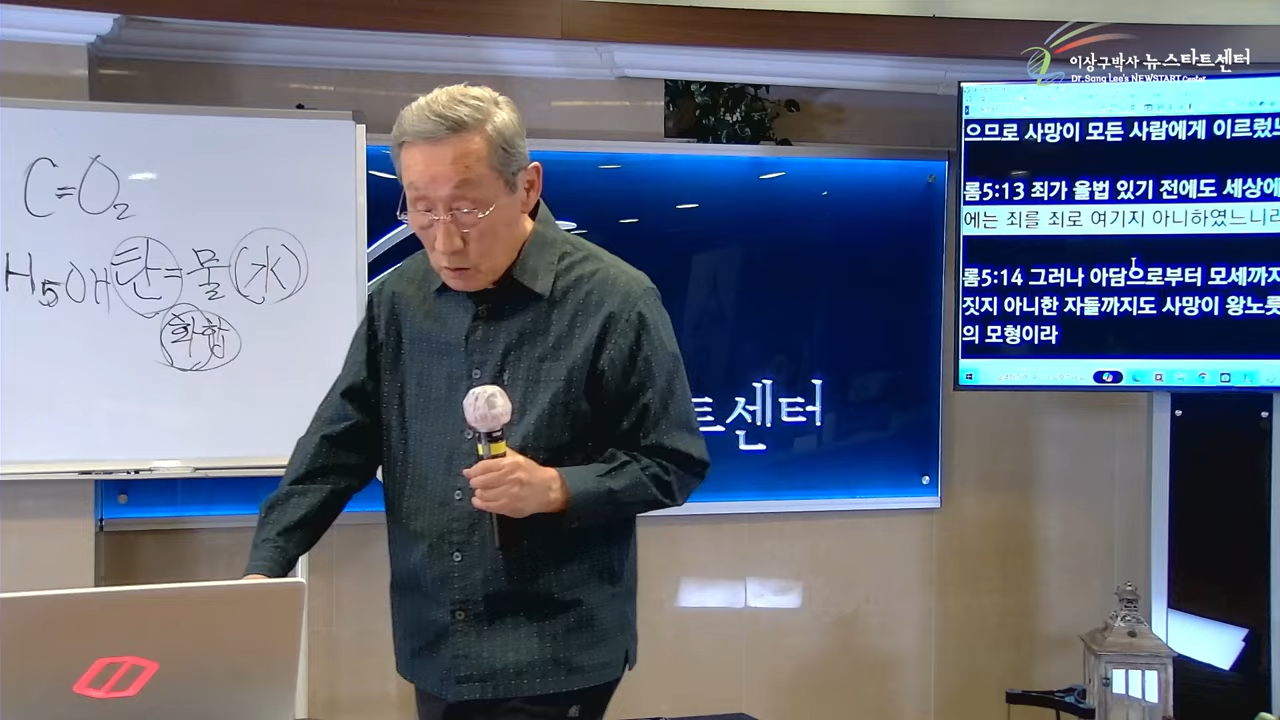 이상구박사 뉴스타트센터
Dr. Sang Lee's NEWSTART Center
C=O₂
H₅OH 탄=물(水)
화합
트센터
으므로 사망이 모든 사람에게 이르렀
롬5:13 죄가 율법 있기 전에도 세상에
에는 죄를 죄로 여기지 아니하였느니라
롬5:14 그러나 아담으로부터 모세까지
짓지 아니한 자들까지도 사망이 왕노릇
의 모형이라